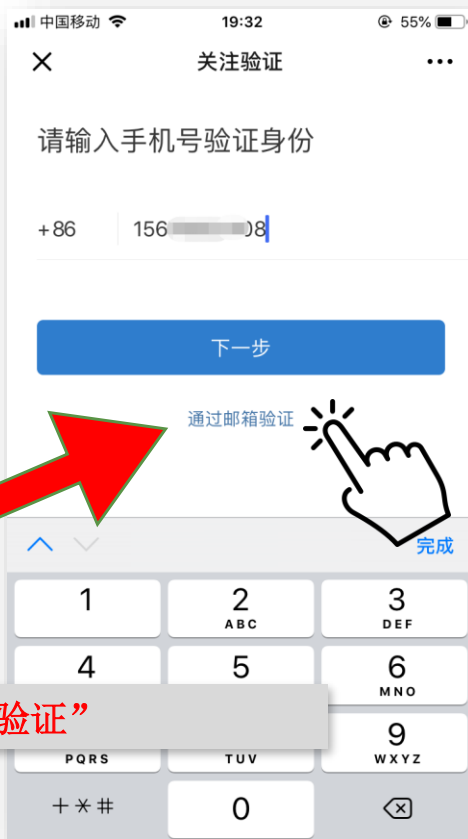 中国移动 19:32 55%
关注验证
请输入手机号验证身份
+86 156 08
下一步
通过邮箱验证
完成
1 2 3
ABC DEF
4 5 6
MNO
验证”
9
PQRS TUV WXYZ
+*# 0